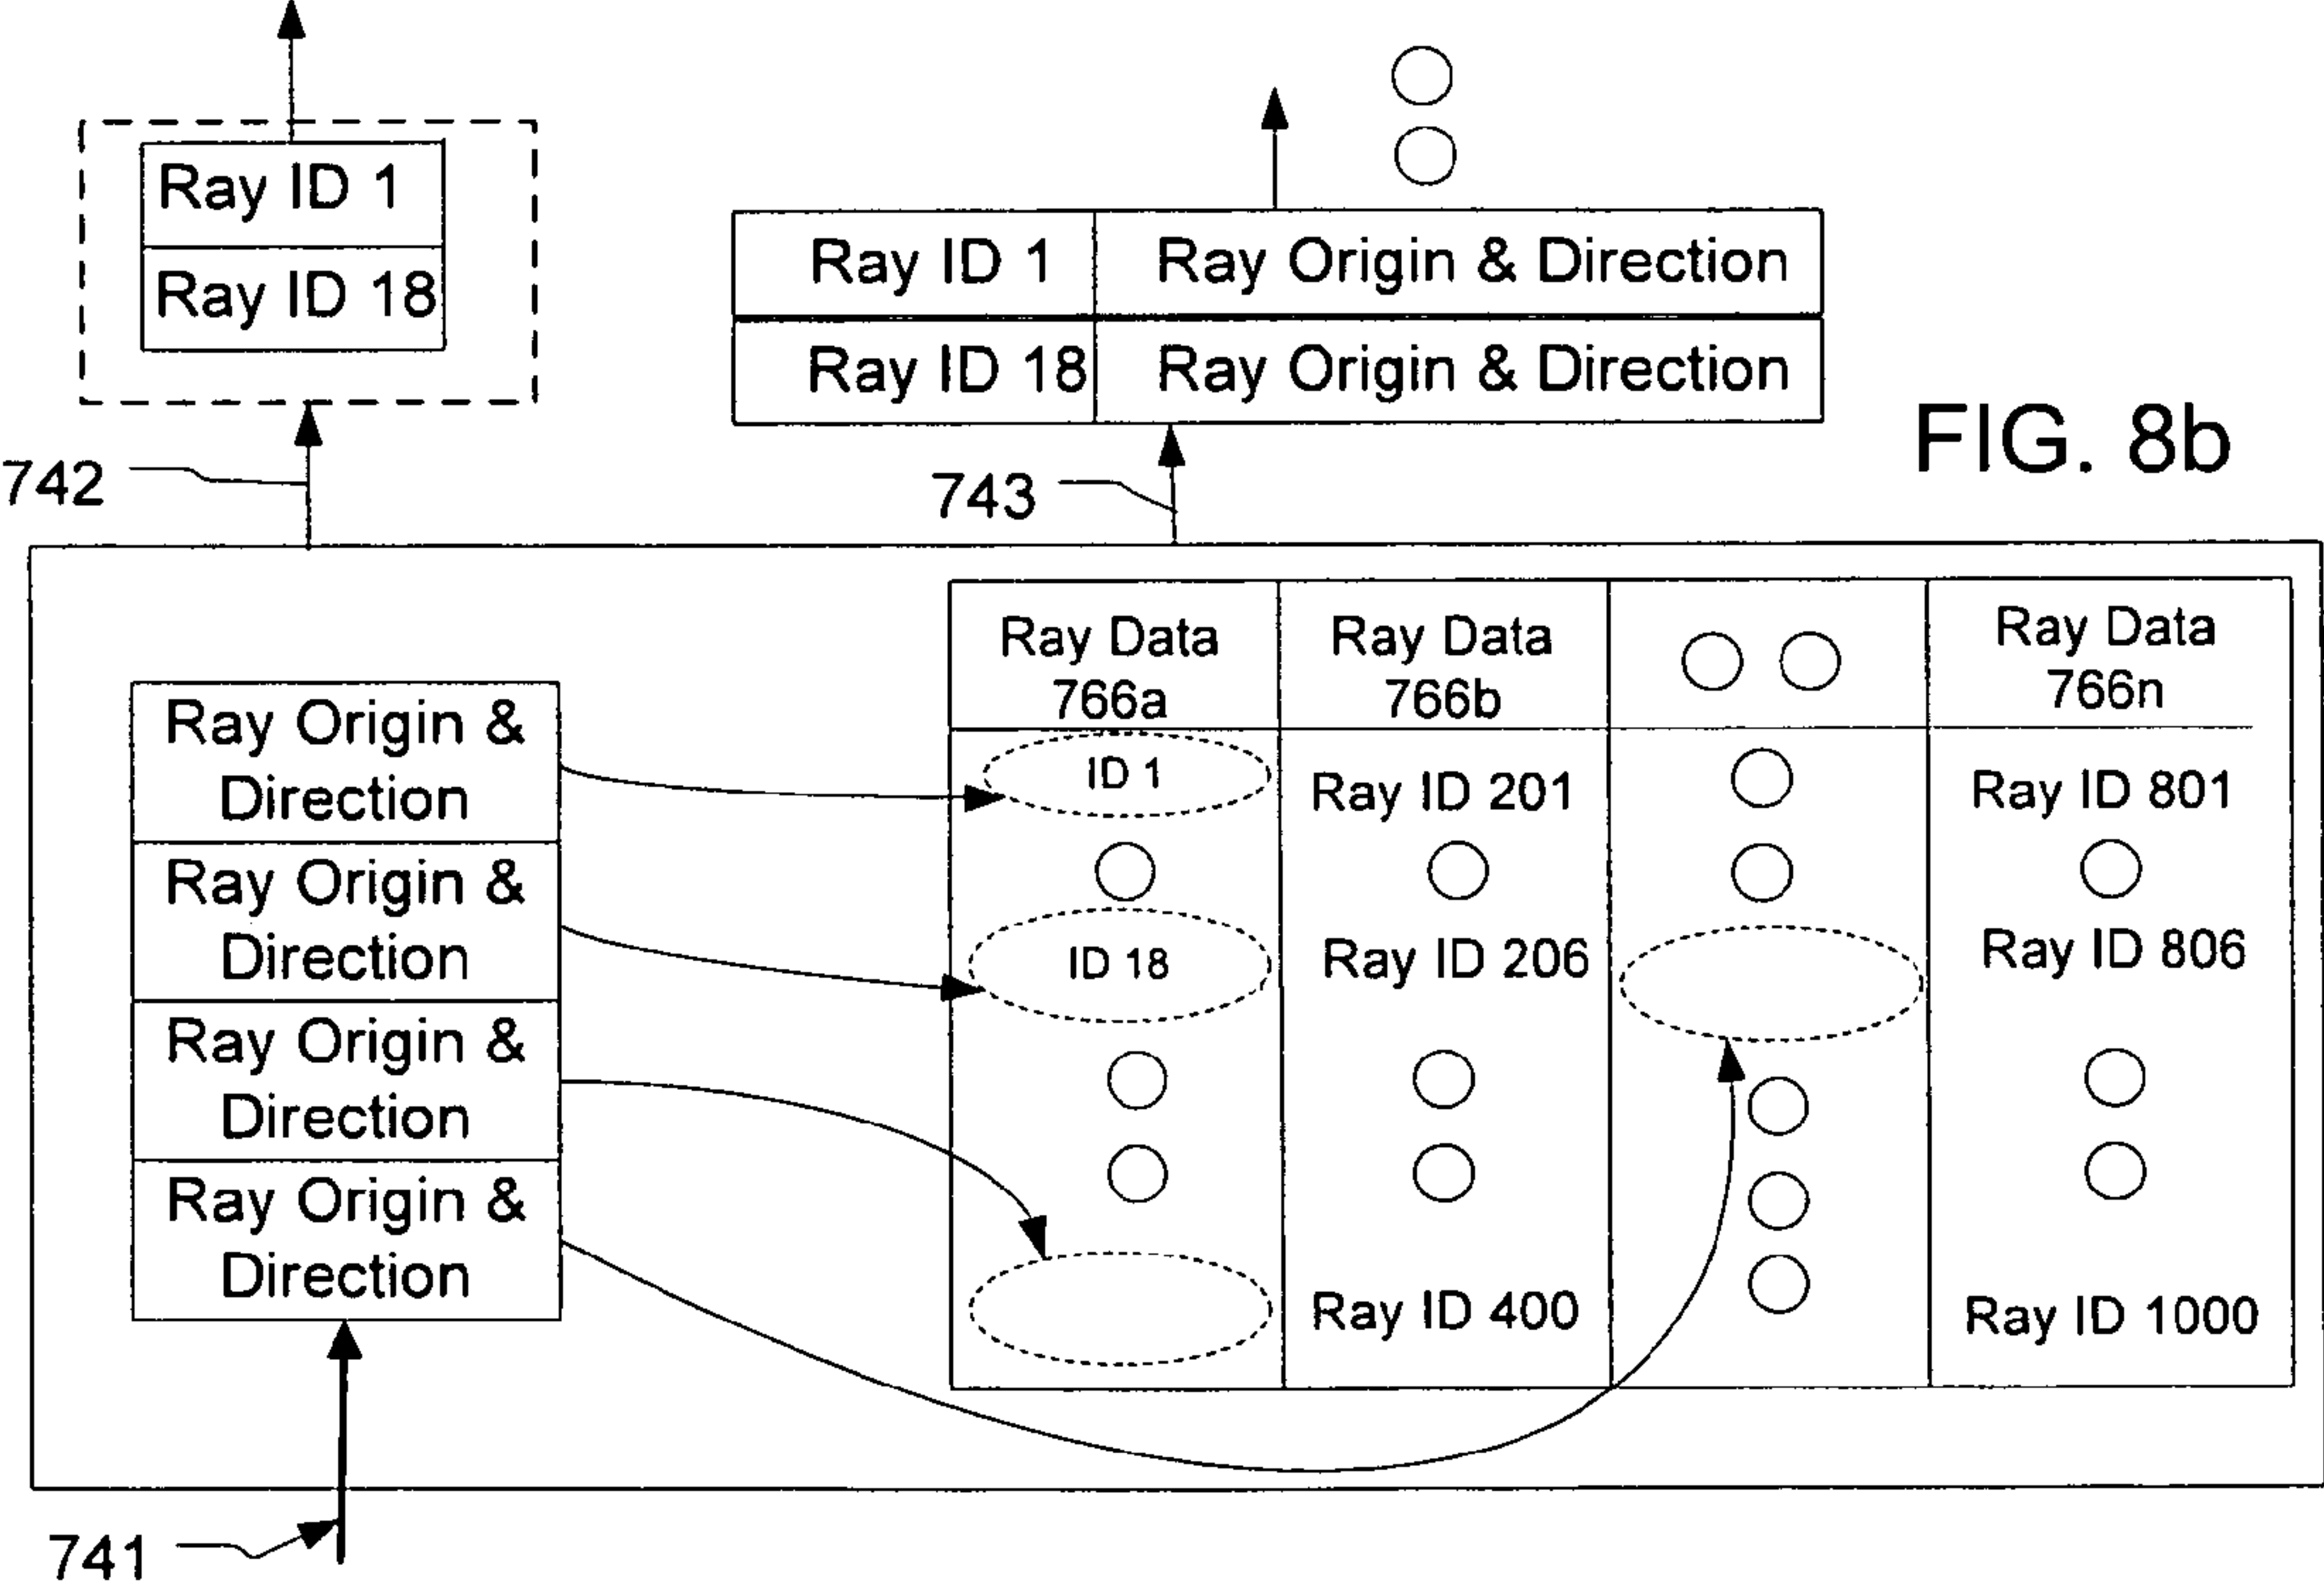 Ray ID 1
Ray ID 18
Ray ID 1 Ray Origin & Direction
Ray ID 18 Ray Origin & Direction
FIG. 8b
742
743
Ray Origin &
Direction
Ray Origin &
Direction
Ray Origin &
Direction
Ray Origin &
Direction
Ray Data
766a
Ray Data
766b
Ray Data
766n
ID 1
Ray ID 201
Ray ID 801
ID 18
Ray ID 206
Ray ID 806
Ray ID 400
Ray ID 1000
741